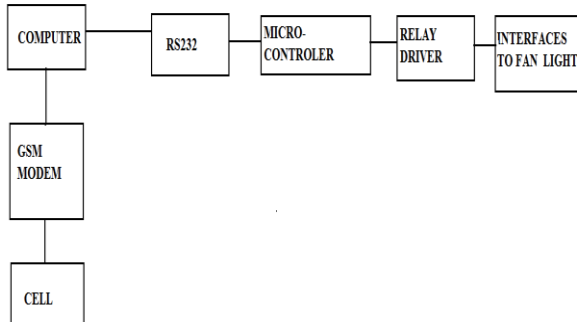 COMPUTER
RS232
MICRO-
CONTROLER
RELAY
DRIVER
INTERFACES
TO FAN LIGHT
GSM
MODEM
CELL